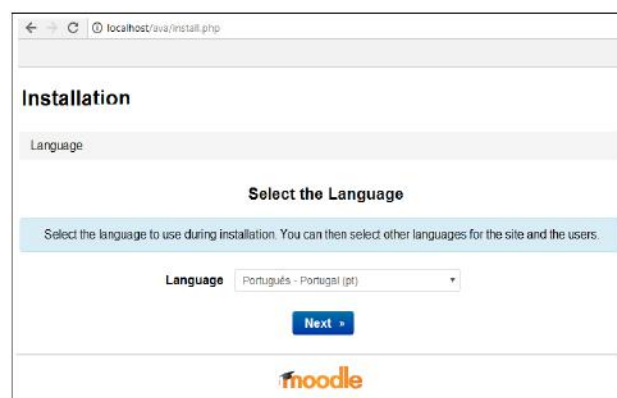 localhost/ava/install.php
Installation
Language
Select the Language
Select the language to use during installation. You can then select other languages for the site and the users.
Language Português - Portugal (pt)
Next »
moodle